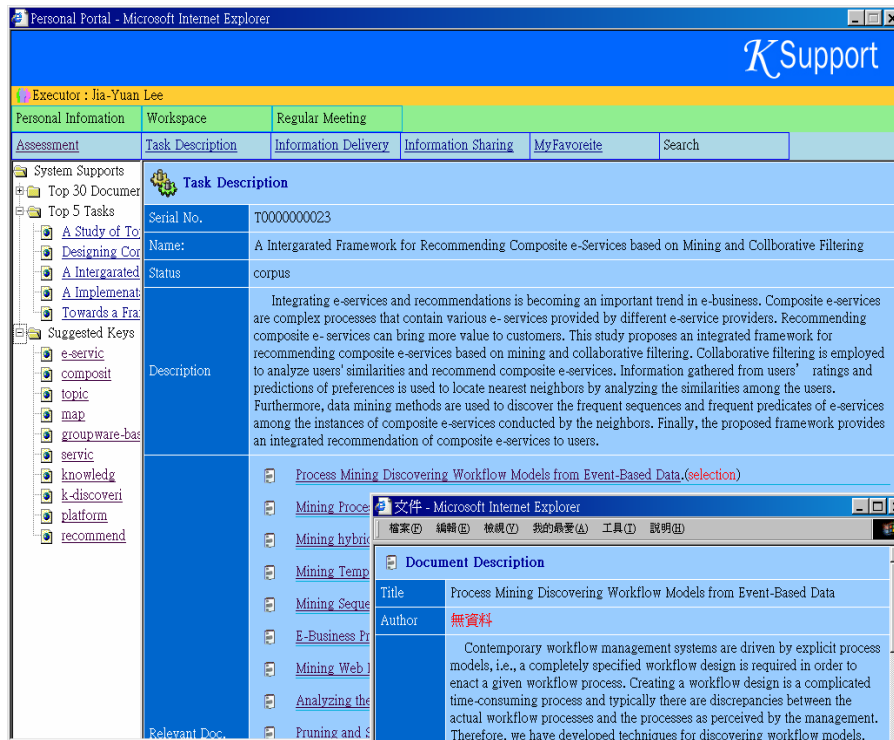 Personal Portal - Microsoft Internet Explorer
KSupport
Executor : Jia-Yuan Lee
Personal Infomation Workspace Regular Meeting
Assessment Task Description Information Delivery Information Sharing MyFavoreite Search
System Supports
Top 30 Documer
Top 5 Tasks
A Study of To
Designing Cor
A Intergarated
A Implemenat
Towards a Fra
Suggested Keys
e-servic
composit
topic
map
groupware-bas
servic
knowledg
k-discoveri
platform
recommend
Task Description
Serial No. T0000000023
Name: A Intergarated Framework for Recommending Composite e-Services based on Mining and Collborative Filtering
Status corpus
Description
Integrating e-services and recommendations is becoming an important trend in e-business. Composite e-services
are complex processes that contain various e- services provided by different e-service providers. Recommending
composite e- services can bring more value to customers. This study proposes an integrated framework for
recommending composite e-services based on mining and collaborative filtering. Collaborative filtering is employed
to analyze users' similarities and recommend composite e-services. Information gathered from users’ ratings and
predictions of preferences is used to locate nearest neighbors by analyzing the similarities among the users.
Furthermore, data mining methods are used to discover the frequent sequences and frequent predicates of e-services
among the instances of composite e-services conducted by the neighbors. Finally, the proposed framework provides
an integrated recommendation of composite e-services to users.
Relevant Doc.
Process Mining Discovering Workflow Models from Event-Based Data.(selection)
Mining Proce
Mining hybri
Mining Temp
Mining Seque
E-Business Pr
Mining Web
Analyzing the
Pruning and S
文件 - Microsoft Internet Explorer
檔案(F) 編輯(E) 檢視(V) 我的最愛(A) 工具(T) 說明(H)
Document Description
Title Process Mining Discovering Workflow Models from Event-Based Data
Author 無資料
Contemporary workflow management systems are driven by explicit process
models, i.e., a completely specified workflow design is required in order to
enact a given workflow process. Creating a workflow design is a complicated
time-consuming process and typically there are discrepancies between the
actual workflow processes and the processes as perceived by the management.
Therefore, we have developed techniques for discovering workflow models.